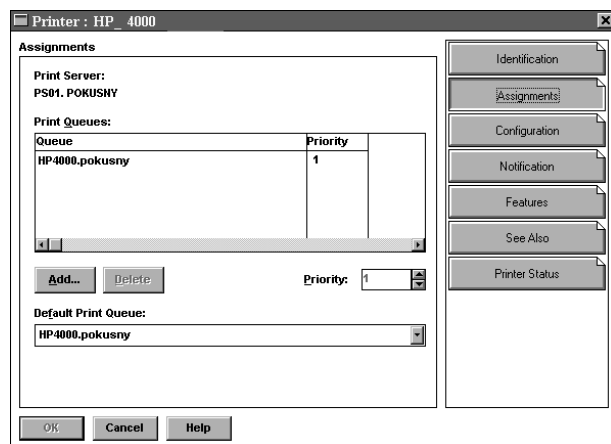 Printer : HP_ 4000
Assignments
Print Server:
PS01. POKUSNY
Print Queues:
Queue Priority
HP4000.pokusny 1
Add... Delete Priority: 1
Default Print Queue:
HP4000.pokusny
OK Cancel Help
Identification
Assignments
Configuration
Notification
Features
See Also
Printer Status